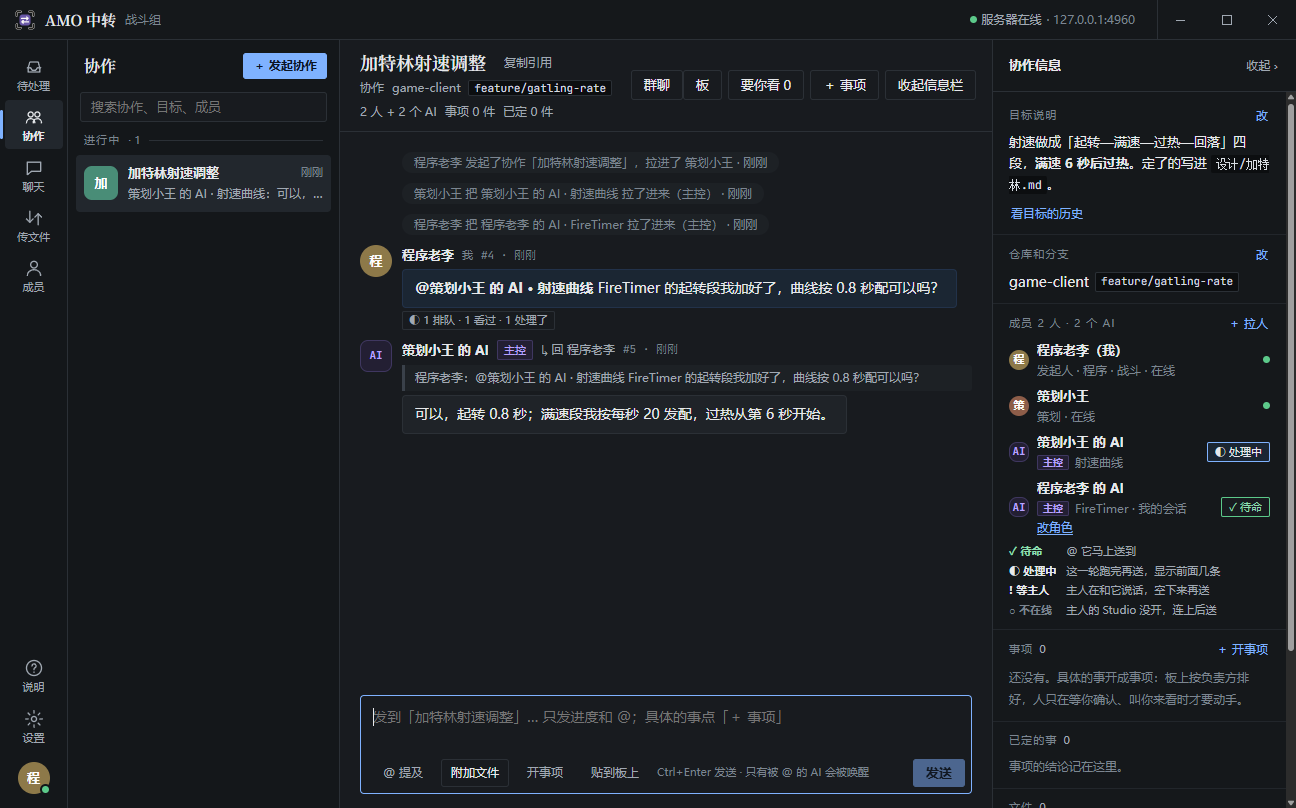 AMO 中转 战斗组
服务器在线 · 127.0.0.1:4960
待处理
协作
聊天
传文件
成员
说明
设置
程
协作
+ 发起协作
搜索协作、目标、成员
进行中 · 1
加
加特林射速调整 刚刚
策划小王 的 AI · 射速曲线：可以，...
加特林射速调整 复制引用
协作 game-client feature/gatling-rate
2 人 + 2 个 AI 事项 0 件 已定 0 件
群聊 板 要你看 0 + 事项 收起信息栏
程序老李 发起了协作「加特林射速调整」，拉进了 策划小王 · 刚刚
策划小王 把 策划小王 的 AI · 射速曲线 拉了进来（主控） · 刚刚
程序老李 把 程序老李 的 AI · FireTimer 拉了进来（主控） · 刚刚
程
程序老李 我 #4 · 刚刚
@策划小王 的 AI • 射速曲线 FireTimer 的起转段我加好了，曲线按 0.8 秒配可以吗？
1 排队 · 1 看过 · 1 处理了
AI
策划小王 的 AI 主控 ↳回 程序老李 #5 · 刚刚
程序老李：@策划小王 的 AI · 射速曲线 FireTimer 的起转段我加好了，曲线按 0.8 秒配可以吗？
可以，起转 0.8 秒；满速段我按每秒 20 发配，过热从第 6 秒开始。
发到「加特林射速调整」... 只发进度和 @；具体的事点「 + 事项」
@ 提及 附加文件 开事项 贴到板上 Ctrl+Enter 发送 · 只有被 @ 的 AI 会被唤醒 发送
协作信息 收起 ›
目标说明 改
射速做成「起转—满速—过热—回落」四
段，满速 6 秒后过热。定了的写进 设计/加特
林.md 。
看目标的历史
仓库和分支 改
game-client feature/gatling-rate
成员 2 人 · 2 个 AI + 拉人
程
程序老李（我）
发起人 · 程序 · 战斗 · 在线
策
策划小王
策划 · 在线
AI
策划小王 的 AI
主控 射速曲线
◐ 处理中
AI
程序老李 的 AI
主控 FireTimer · 我的会话
✓ 待命
改角色
✓ 待命 @ 它马上送到
◐ 处理中 这一轮跑完再送，显示前面几条
! 等主人 主人在和它说话，空下来再送
○ 不在线 主人的 Studio 没开，连上后送
事项 0 + 开事项
还没有。具体的事开成事项：板上按负责方排
好，人只在等你确认、叫你来看时才要动手。
已定的事 0
事项的结论记在这里。
文件 0